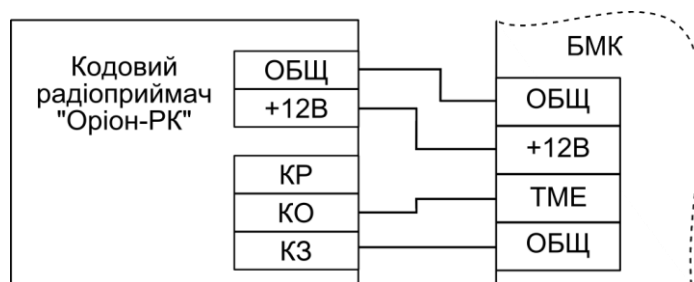 Кодовий
радіоприймач
"Оріон-РК"
ОБЩ
+12В
КР
КО
КЗ
БМК
ОБЩ
+12В
ТМЕ
ОБЩ